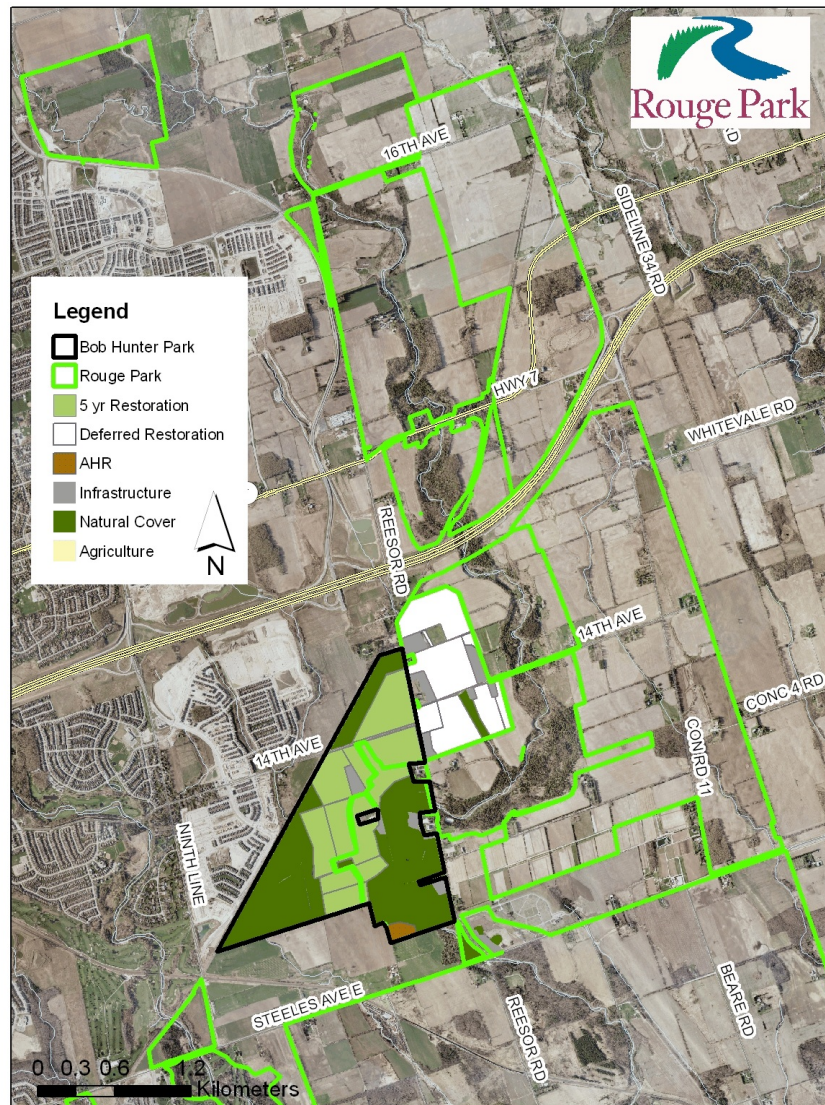 Rouge Park
16TH AVE
SIDELINE 34 RD
Legend
Bob Hunter Park
Rouge Park
5 yr Restoration
Deferred Restoration
AHR
Infrastructure
Natural Cover
Agriculture
N
HWY 7
WHITEVALE RD
REESOR RD
14TH AVE
CONC 4 RD
14TH AVE
CON RD 11
NINTH LINE
STEELES AVE E
REESOR RD
BEARE RD
0 0.3 0.6 1.2
Kilometers